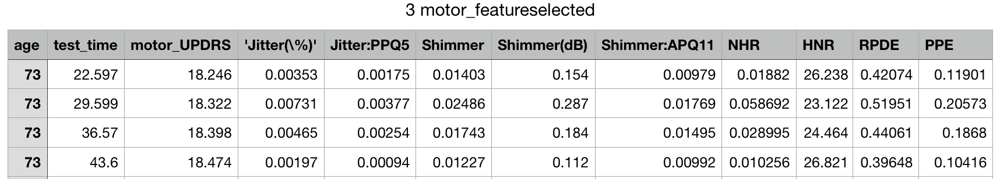 3 motor_featureselected
age test_time motor_UPDRS 'Jitter(\%)' Jitter:PPQ5 Shimmer Shimmer(dB) Shimmer:APQ11 NHR HNR RPDE PPE
73 22.597 18.246 0.00353 0.00175 0.01403 0.154 0.00979 0.01882 26.238 0.42074 0.11901
73 29.599 18.322 0.00731 0.00377 0.02486 0.287 0.01769 0.058692 23.122 0.51951 0.20573
73 36.57 18.398 0.00465 0.00254 0.01743 0.184 0.01495 0.028995 24.464 0.44061 0.1868
73 43.6 18.474 0.00197 0.00094 0.01227 0.112 0.00992 0.010256 26.821 0.39648 0.10416